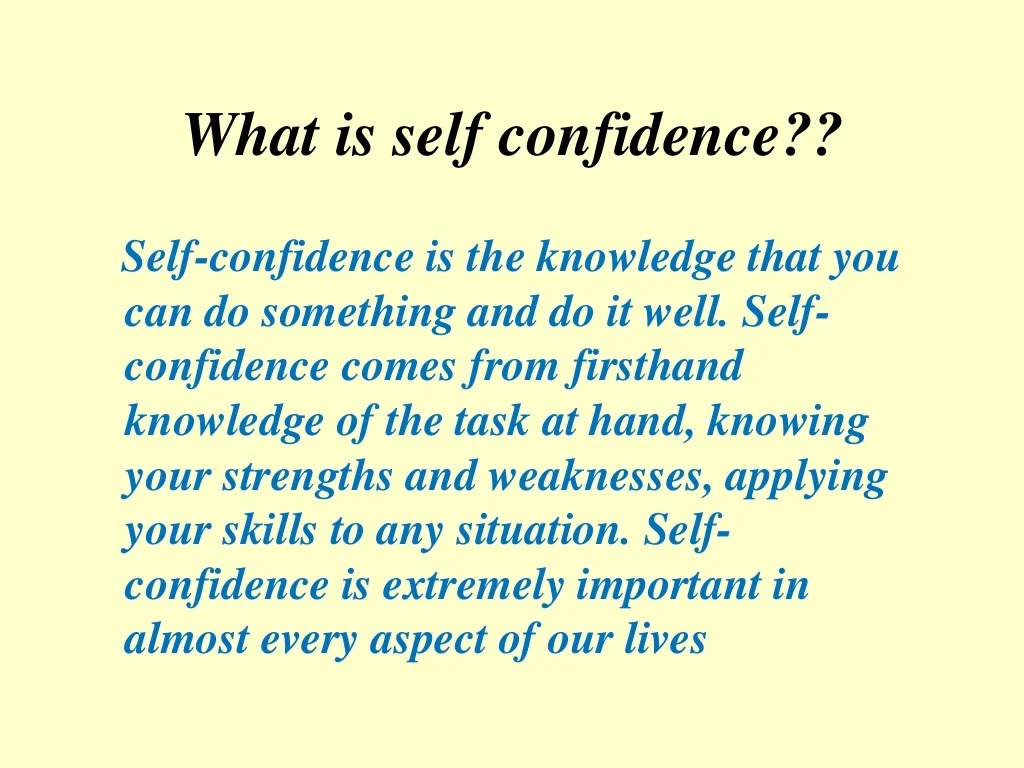 What is self confidence??
Self-confidence is the knowledge that you
can do something and do it well. Self-
confidence comes from firsthand
knowledge of the task at hand, knowing
your strengths and weaknesses, applying
your skills to any situation. Self-
confidence is extremely important in
almost every aspect of our lives